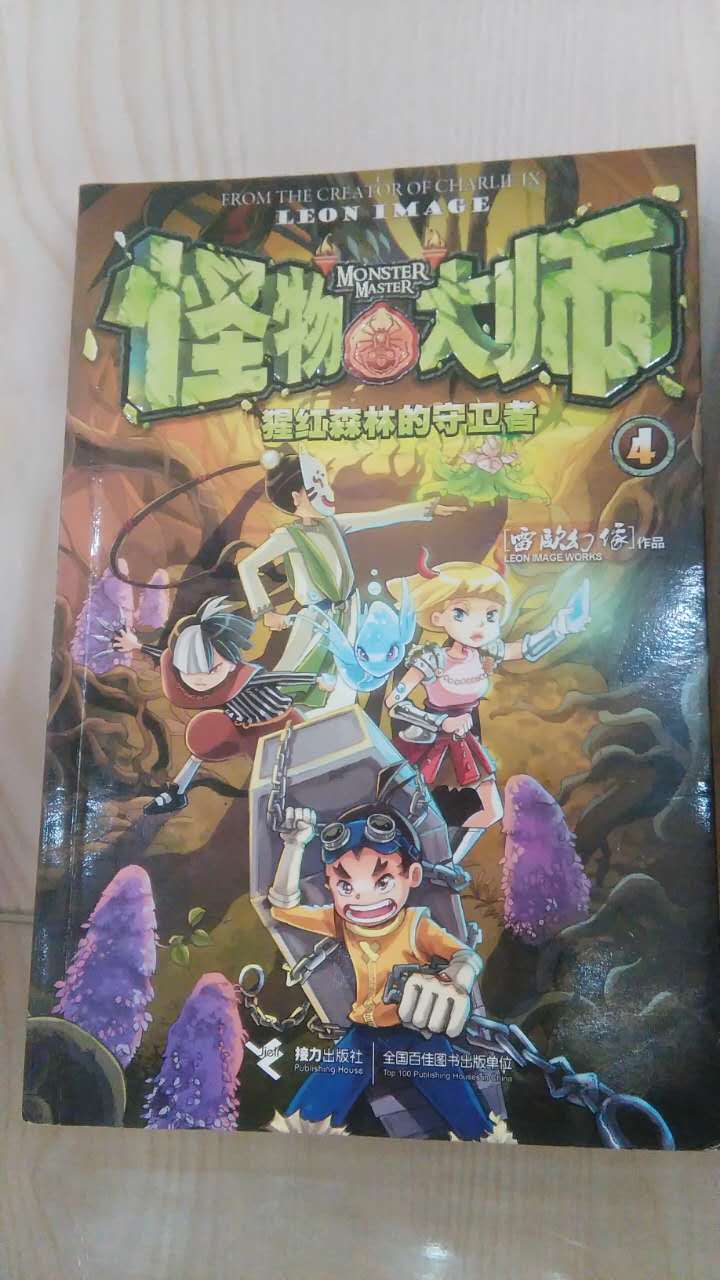 FROM THE CREATOR OF CHARLIE IX
LEON IMAGE
怪物大师
MONSTER
MASTER
猩红森林的守卫者
4
[雷欧幻像]作品
LEON IMAGE WORKS
Jieli
接力出版社
Publishing House
全国百佳图书出版单位
Top 100 Publishing Houses in China